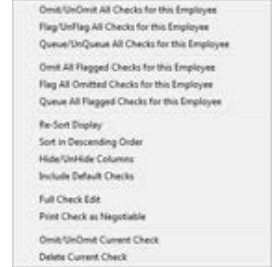 Omit/UnOmit All Checks for this Employee
Flag/UnFlag All Checks for this Employee
Queue/UnQueue All Checks for this Employee
Omit All Flagged Checks for this Employee
Flag All Omitted Checks for this Employee
Queue All Flagged Checks for this Employee
Re-Sort Display
Sort in Descending Order
Hide/UnHide Columns
Include Default Checks
Full Check Edit
Print Check as Negotiable
Omit/UnOmit Current Check
Delete Current Check